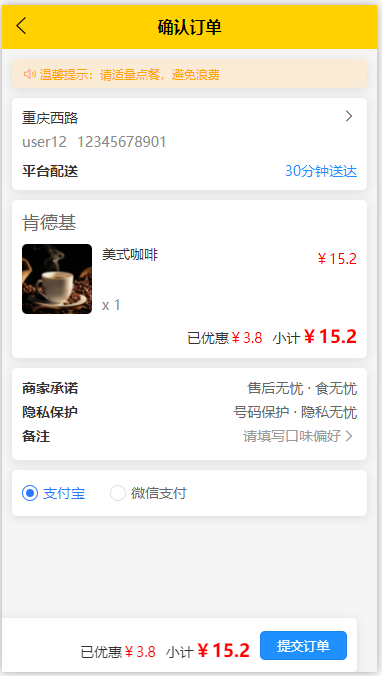 确认订单
温馨提示：请适量点餐，避免浪费
重庆西路
user12 12345678901
平台配送 30分钟送达
肯德基
美式咖啡 ￥15.2
x 1
已优惠￥3.8 小计￥15.2
商家承诺 售后无忧 · 食无忧
隐私保护 号码保护 · 隐私无忧
备注 请填写口味偏好
支付宝 微信支付
已优惠￥3.8 小计￥15.2 提交订单